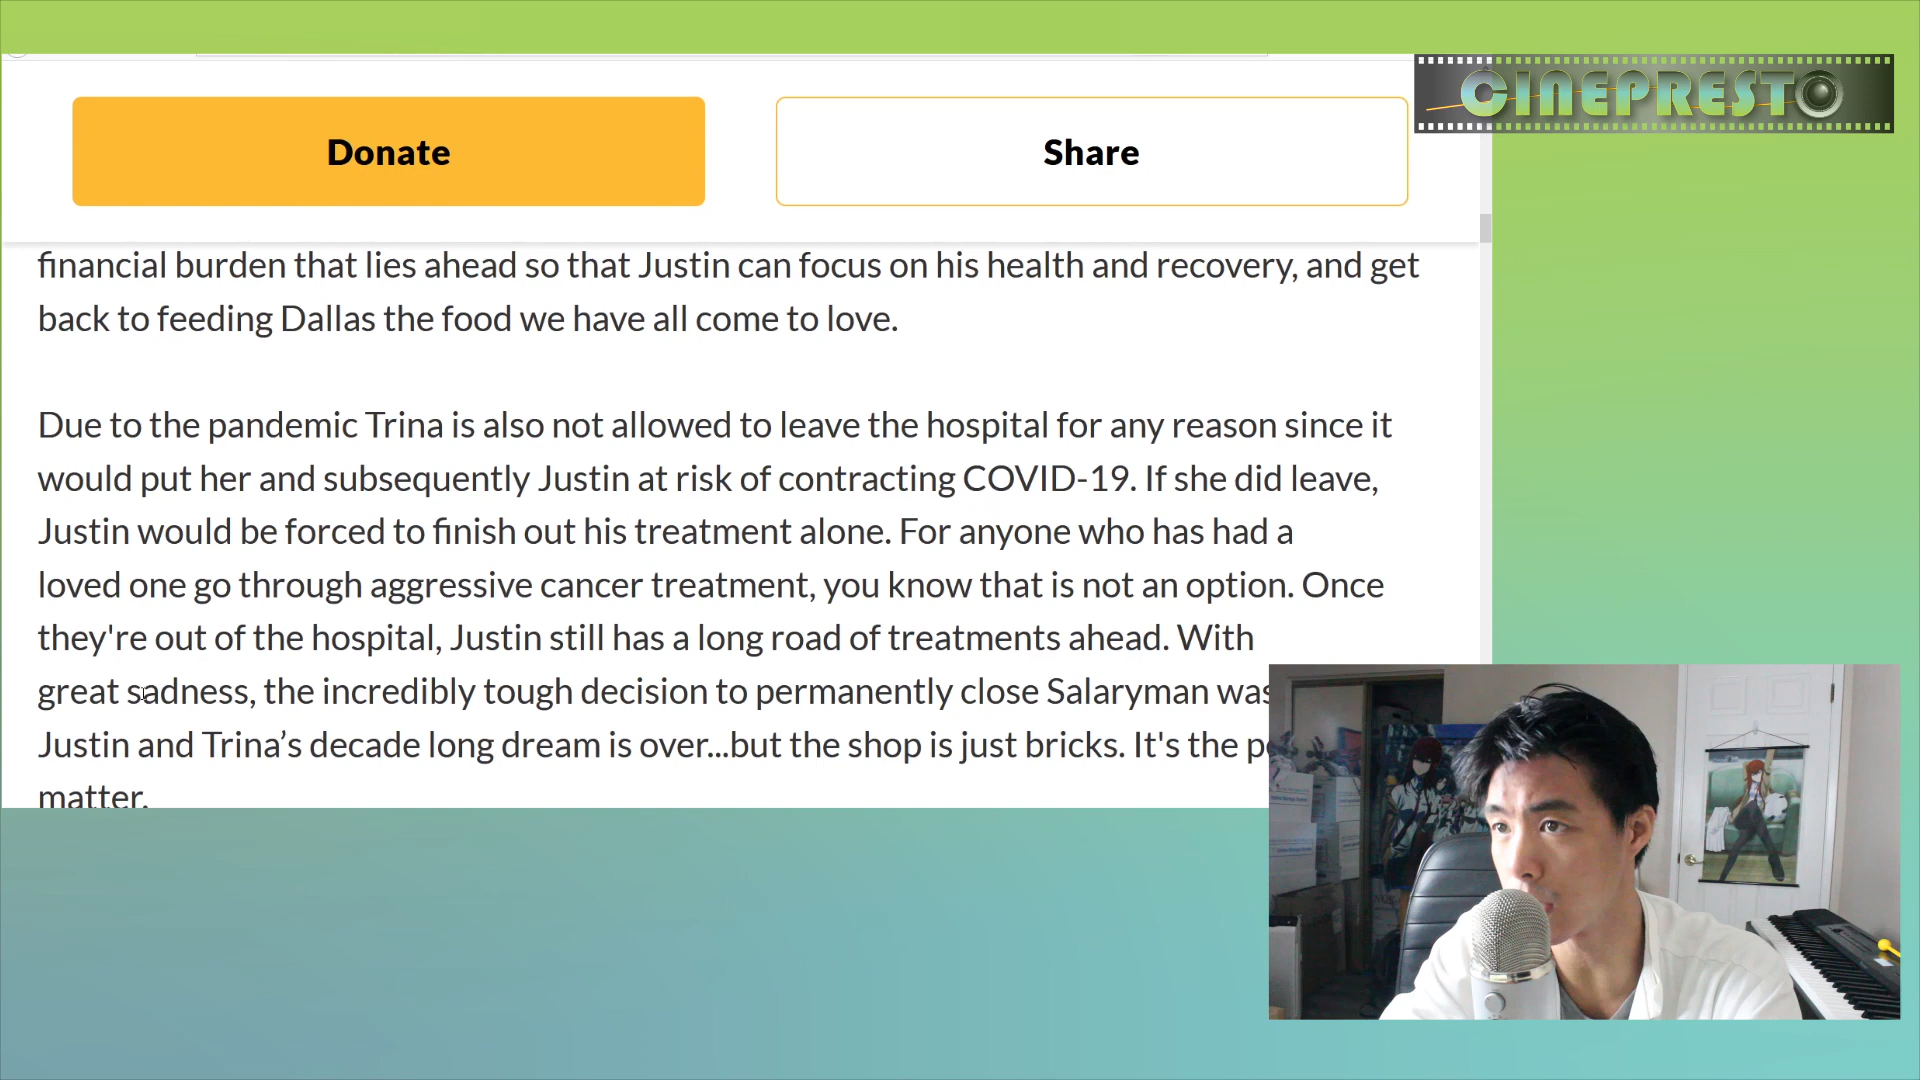 CINEPRESTO
Donate
Share
financial burden that lies ahead so that Justin can focus on his health and recovery, and get
back to feeding Dallas the food we have all come to love.
Due to the pandemic Trina is also not allowed to leave the hospital for any reason since it
would put her and subsequently Justin at risk of contracting COVID-19. If she did leave,
Justin would be forced to finish out his treatment alone. For anyone who has had a
loved one go through aggressive cancer treatment, you know that is not an option. Once
they're out of the hospital, Justin still has a long road of treatments ahead. With
great sadness, the incredibly tough decision to permanently close Salaryman was
Justin and Trina’s decade long dream is over...but the shop is just bricks. It's the
matter.